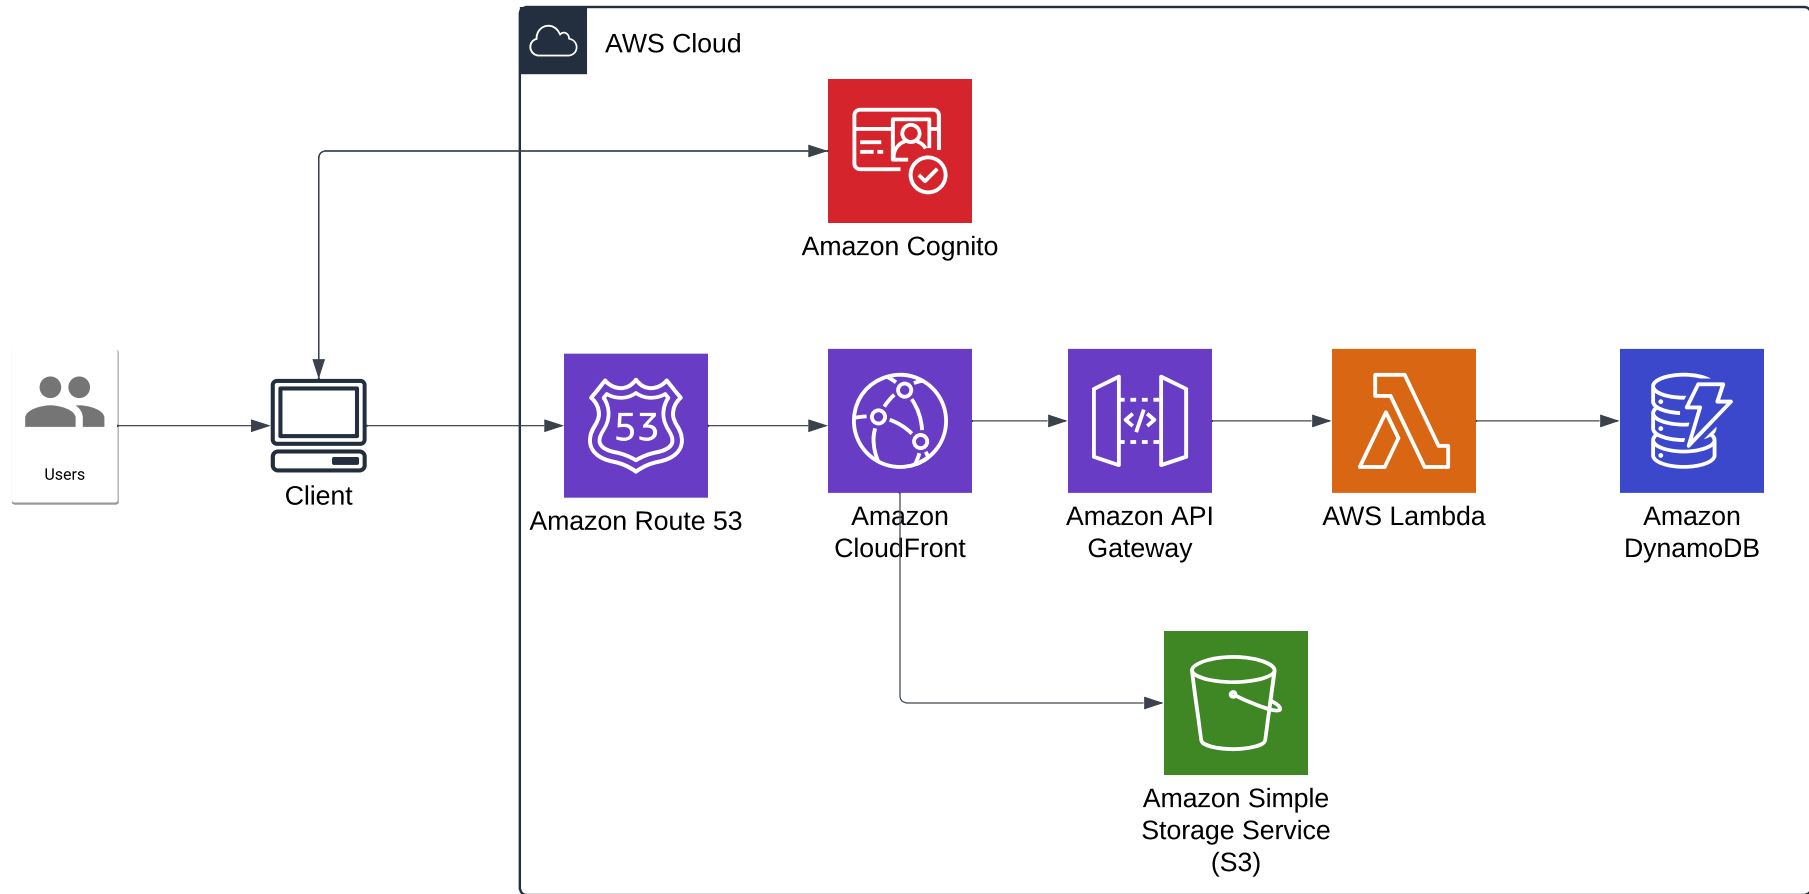 AWS Cloud
Amazon Cognito
Users
Client
53
Amazon Route 53
Amazon
CloudFront
</>
Amazon API
Gateway
AWS Lambda
Amazon
DynamoDB
Amazon Simple
Storage Service
(S3)